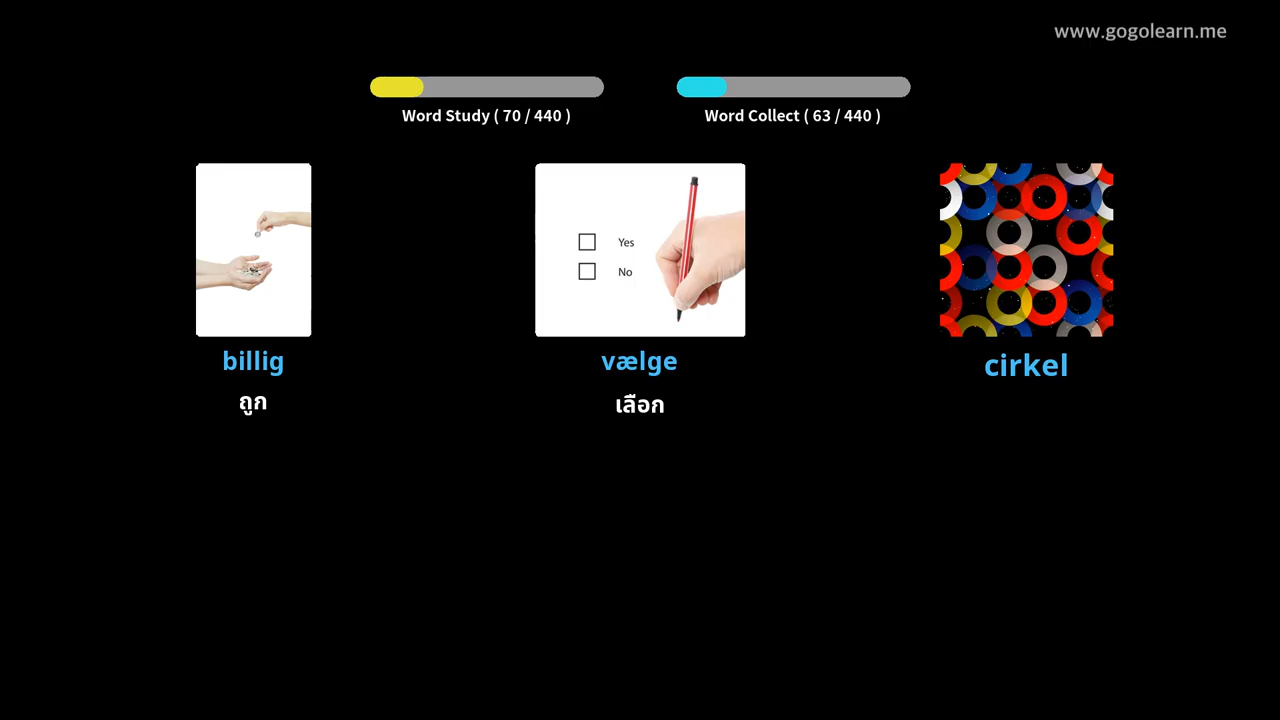 www.gogolearn.me
Word Study ( 70 / 440 )
Word Collect ( 63 / 440 )
Yes
No
billig
vælge
cirkel
ถูก
เลือก